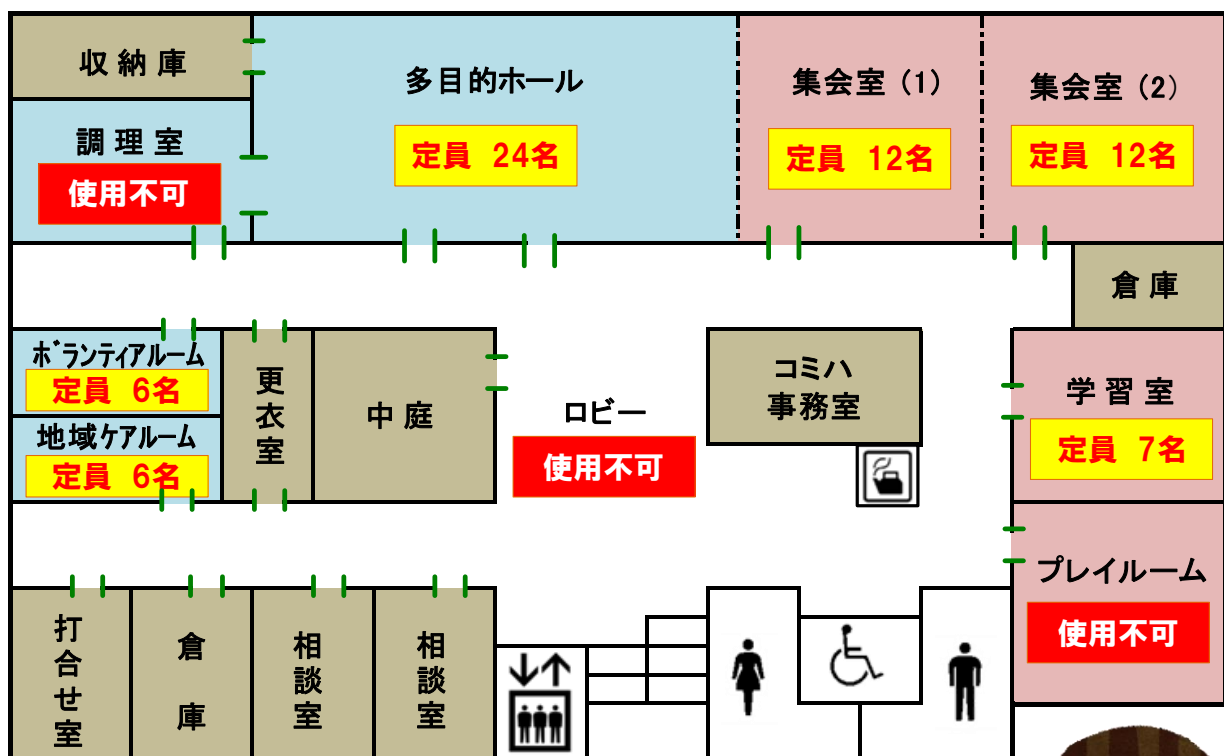 収納庫
多目的ホール
定員 24名
集会室(1)
定員 12名
集会室(2)
定員 12名
調理室
使用不可
倉庫
ボランティアルーム
定員 6名
地域ケアルーム
定員 6名
更衣室
中庭
ロビー
使用不可
コミハ
事務室
学習室
定員 7名
プレイルーム
使用不可
打合せ室
倉庫
相談室
相談室